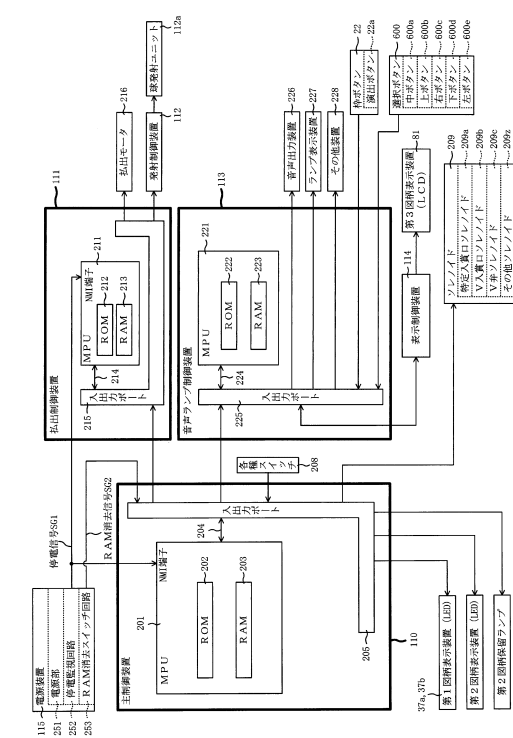 115
電源装置
251
電源部
252
停電監視回路
253
RAM消去スイッチ回路
停電信号SG1
RAM消去信号SG2
主制御装置
110
201
MPU
NMI端子
202
ROM
203
RAM
204
入出力ポート
205
各種スイッチ
208
37a, 37b
第1図柄表示装置(LED)
第2図柄表示装置(LED)
第2図柄保留ランプ
払出制御装置
111
MPU
NMI端子
211
212
ROM
213
RAM
214
215
入出力ポート
払出モータ
216
発射制御装置
112
球発射ユニット
112a
音声ランプ制御装置
113
MPU
221
222
ROM
223
RAM
224
225
入出力ポート
音声出力装置
226
ランプ表示装置
227
その他装置
228
枠ボタン
22
演出ボタン
22a
選択ボタン
600
中ボタン
600a
上ボタン
600b
右ボタン
600c
下ボタン
600d
左ボタン
600e
表示制御装置
114
第3図柄表示装置
(LCD)
81
ソレノイド
209
特定入賞口ソレノイド
209a
V入賞口ソレノイド
209b
V弁ソレノイド
209c
その他ソレノイド
209z